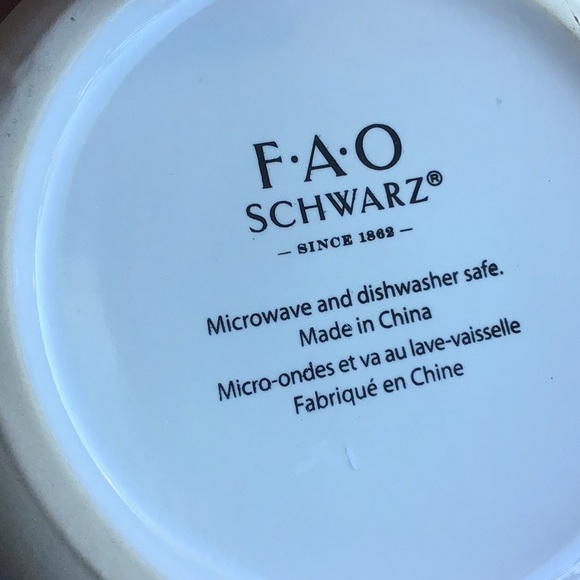 F·A·O
SCHWARZ®
— SINCE 1862 —
Microwave and dishwasher safe.
Made in China
Micro-ondes et va au lave-vaisselle
Fabriqué en Chine